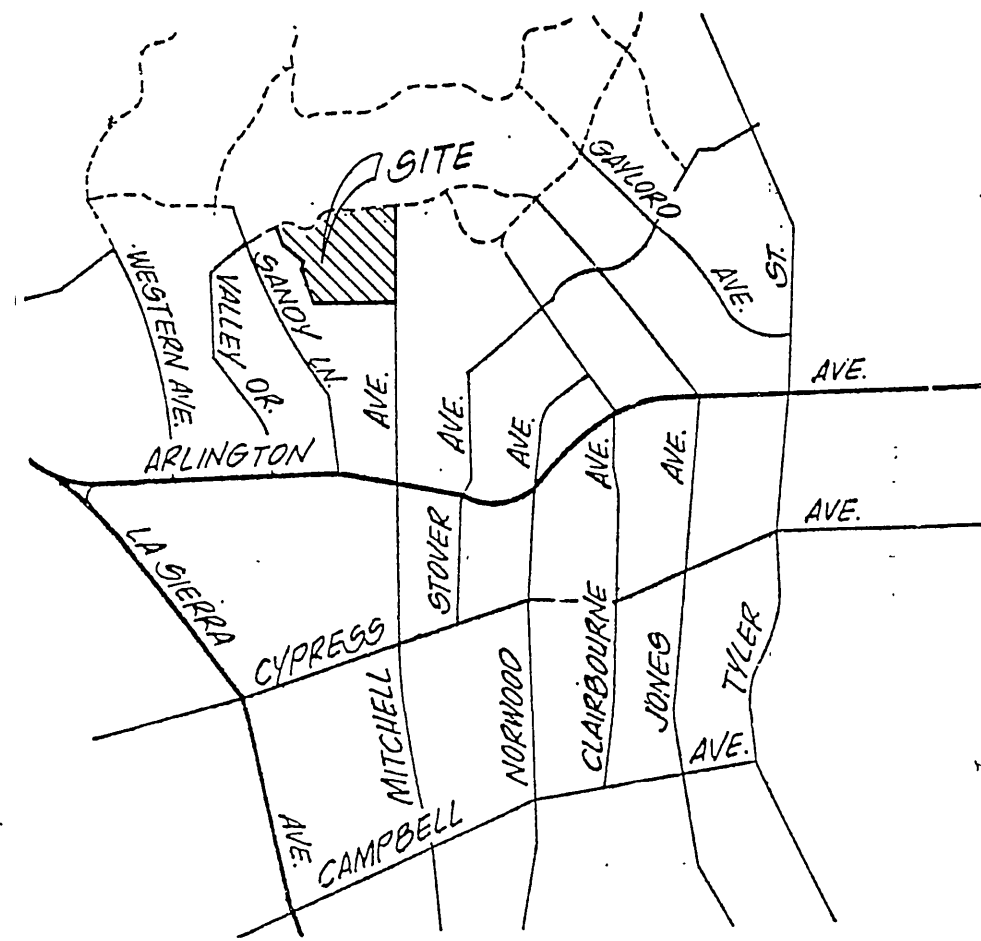 SITE
GAYLORD
AVE.
ST.
WESTERN AVE.
VALLEY DR.
SANDY LN.
AVE.
AVE.
AVE.
AVE.
AVE.
AVE.
ARLINGTON
AVE.
LA SIERRA
STOVER
CYPRESS
MITCHELL
NORWOOD
CLAIRBOURNE
JONES
TYLER
AVE.
AVE.
CAMPBELL